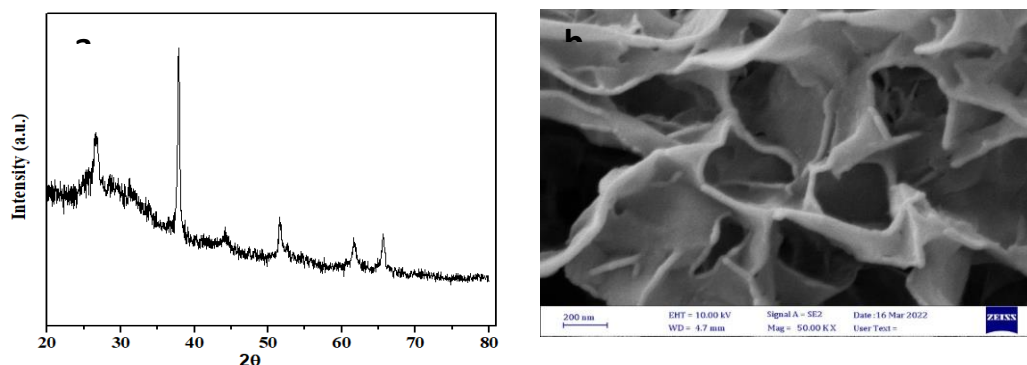 a
b
Intensity (a.u.)
20 30 40 50 60 70 80
2θ
200 nm
EHT = 10.00 kV
WD = 4.7 mm
Signal A = SE2
Mag = 50.00 K X
Date :16 Mar 2022
User Text =
ZEISS